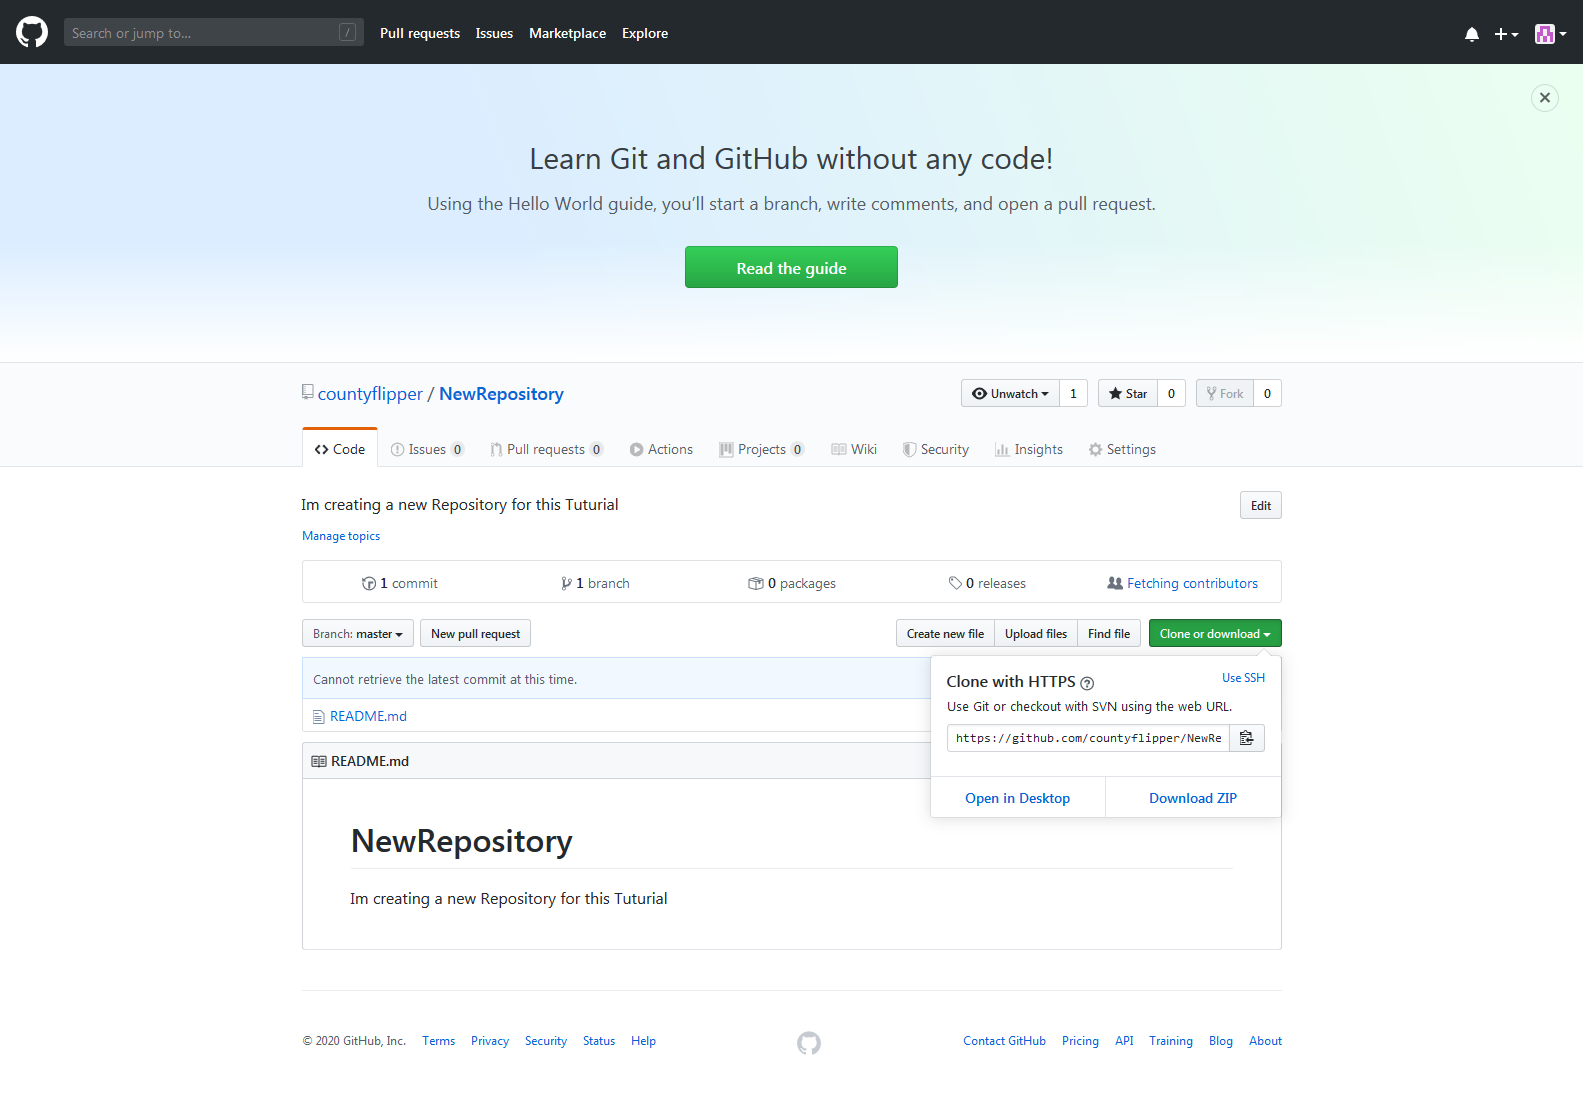 Search or jump to... / Pull requests Issues Marketplace Explore
Learn Git and GitHub without any code!
Using the Hello World guide, you’ll start a branch, write comments, and open a pull request.
Read the guide
countyflipper / NewRepository Unwatch 1 Star 0 Fork 0
Code Issues 0 Pull requests 0 Actions Projects 0 Wiki Security Insights Settings
Im creating a new Repository for this Tuturial Edit
Manage topics
1 commit 1 branch 0 packages 0 releases Fetching contributors
Branch: master New pull request Create new file Upload files Find file Clone or download
Cannot retrieve the latest commit at this time.
README.md
Clone with HTTPS ? Use SSH
Use Git or checkout with SVN using the web URL.
https://github.com/countyflipper/NewRe
Open in Desktop Download ZIP
README.md
NewRepository
Im creating a new Repository for this Tuturial
© 2020 GitHub, Inc. Terms Privacy Security Status Help Contact GitHub Pricing API Training Blog About